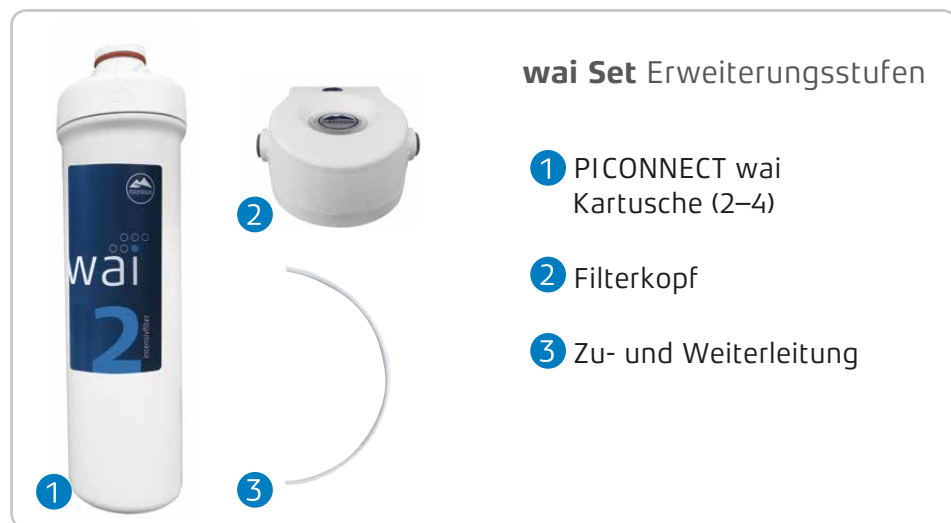 wai Set Erweiterungsstufen
1 PICONNECT wai
Kartusche (2–4)
2 Filterkopf
3 Zu- und Weiterleitung
wai
2
intensivfilter
1
2
3